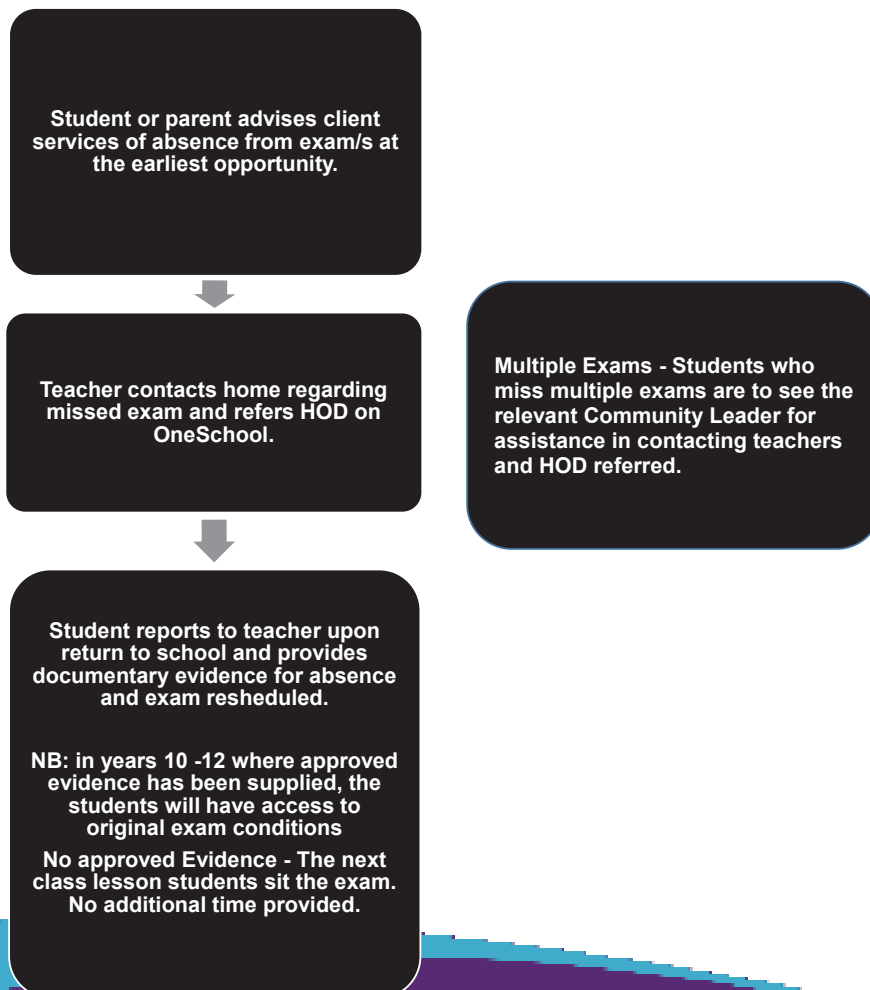 Student or parent advises client
services of absence from exam/s at
the earliest opportunity.
Teacher contacts home regarding
missed exam and refers HOD on
OneSchool.
Multiple Exams - Students who
miss multiple exams are to see the
relevant Community Leader for
assistance in contacting teachers
and HOD referred.
Student reports to teacher upon
return to school and provides
documentary evidence for absence
and exam rescheduled.
NB: in years 10 -12 where approved
evidence has been supplied, the
students will have access to
original exam conditions
No approved Evidence - The next
class lesson students sit the exam.
No additional time provided.